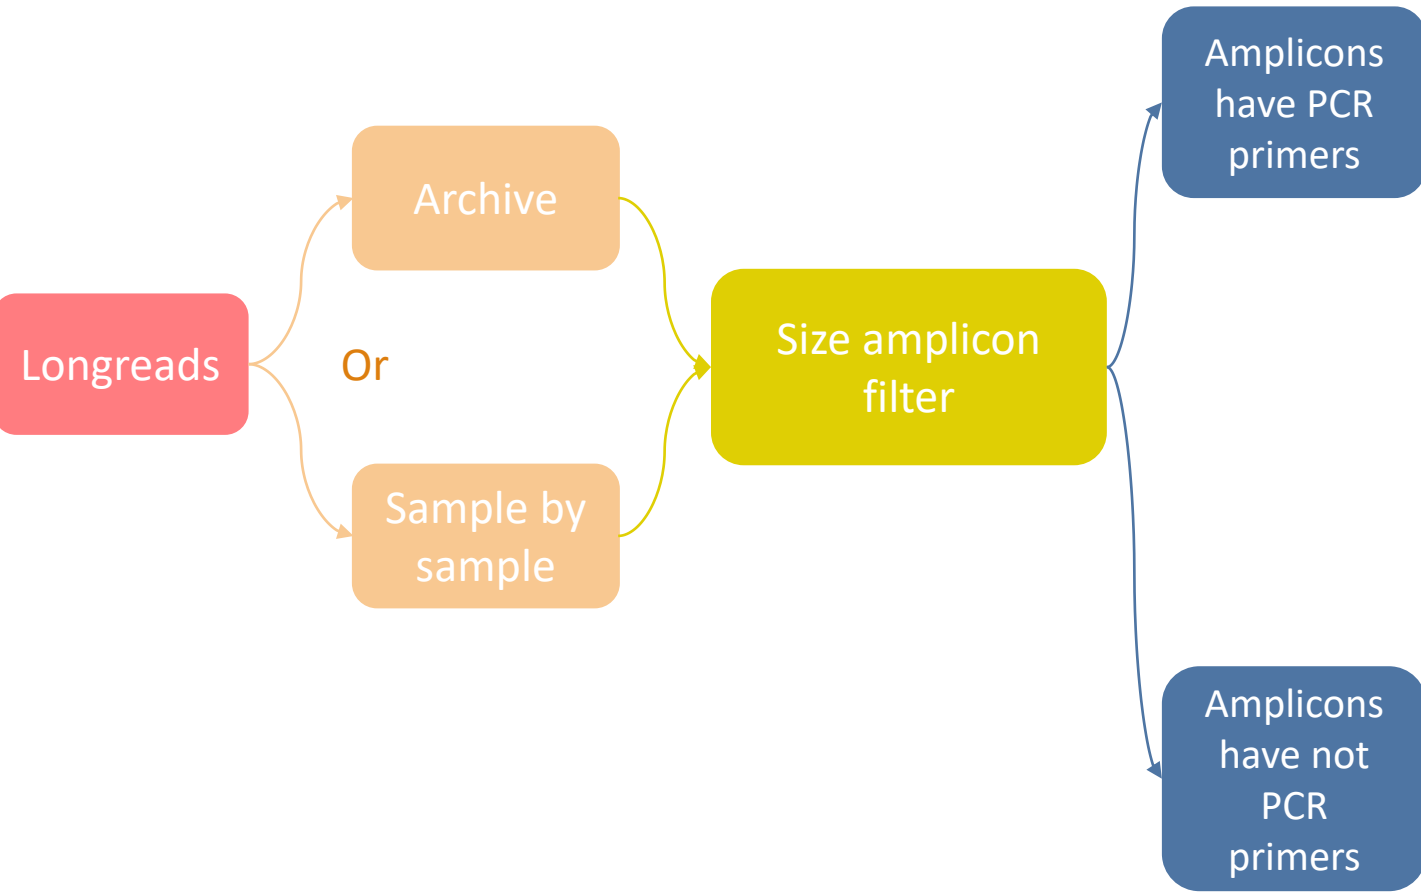 Longreads
Archive
Or
Sample by
sample
Size amplicon
filter
Amplicons
have PCR
primers
Amplicons
have not
PCR
primers